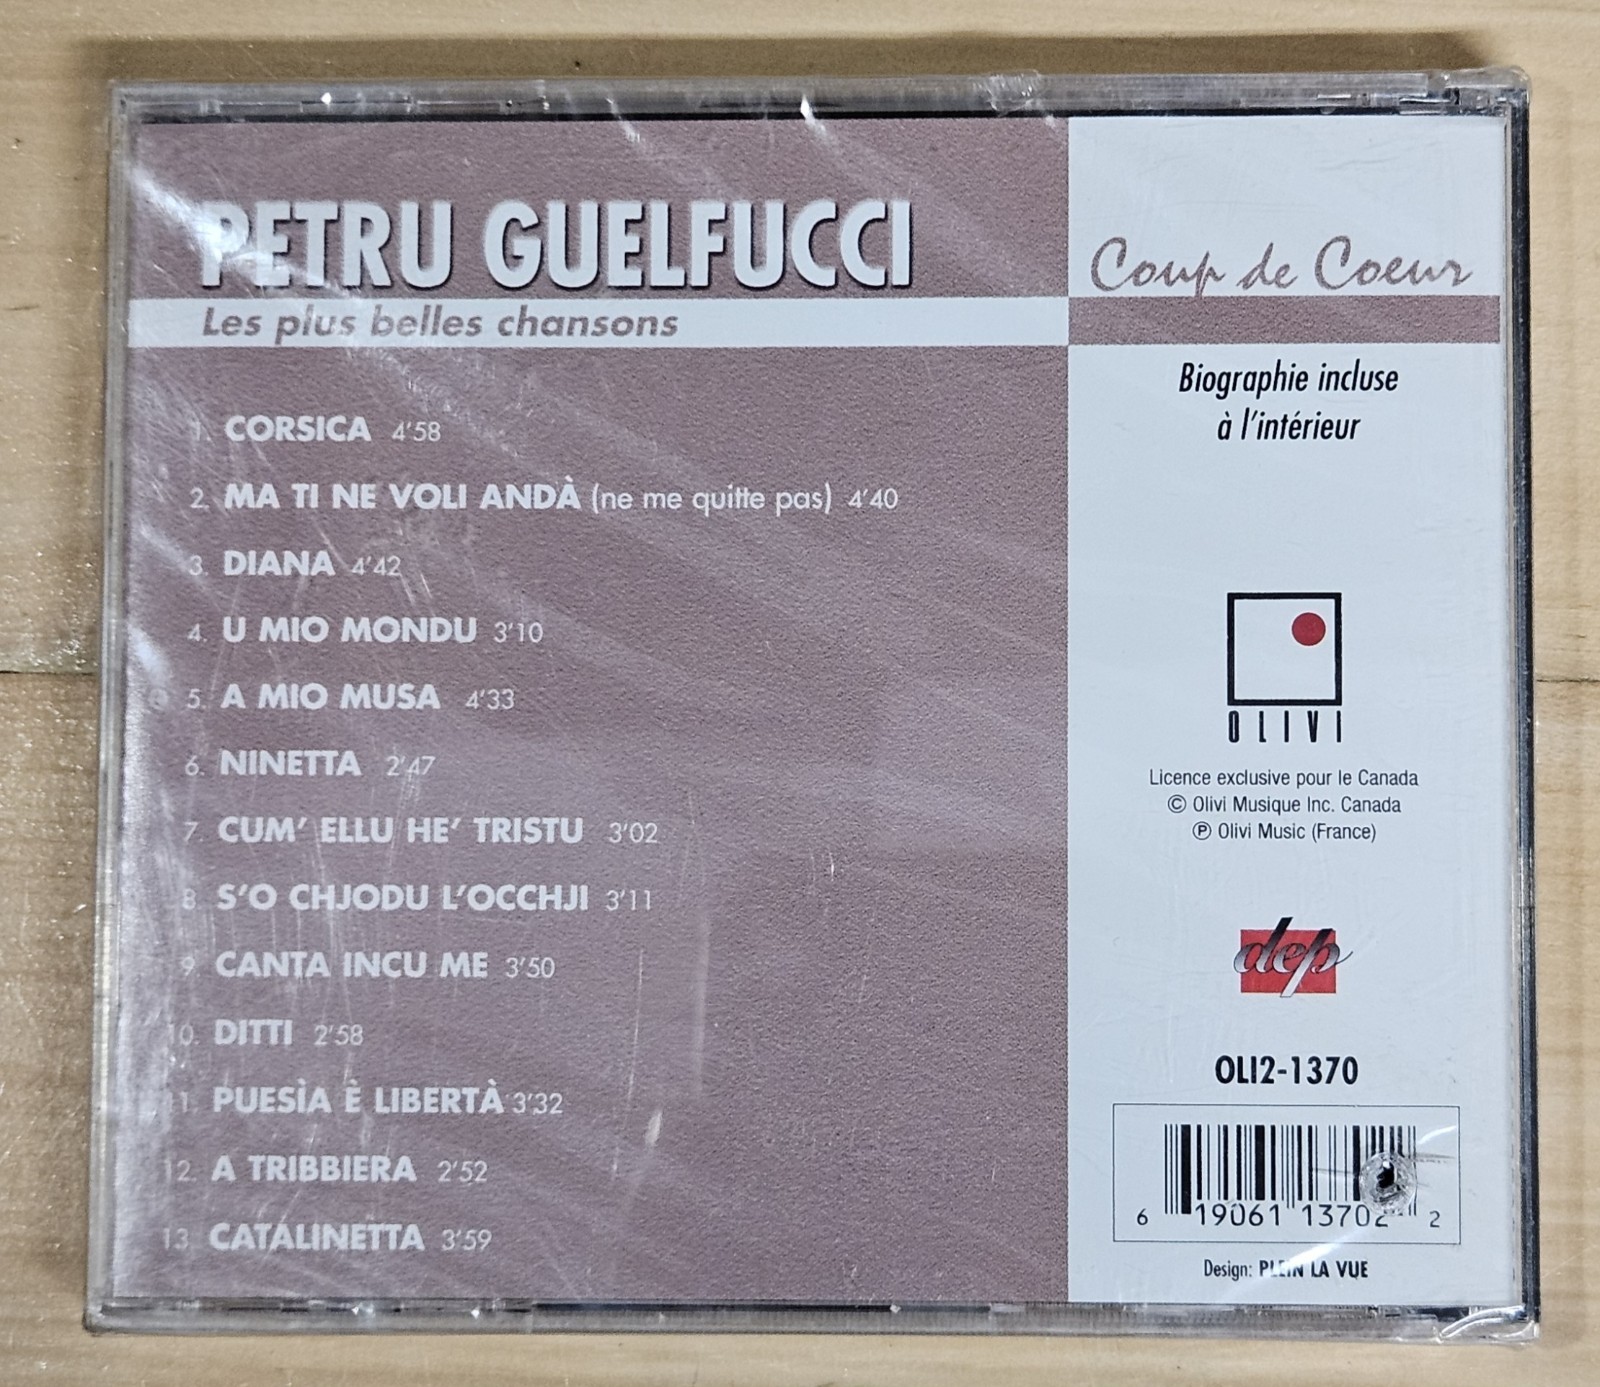 PETRU GUELFUCCI
Les plus belles chansons
1. CORSICA 4'58
2. MA TI NE VOLI ANDÀ (ne me quitte pas) 4'40
3. DIANA 4'42
4. U MIO MONDU 3'10
5. A MIO MUSA 4'33
6. NINETTA 2'47
7. CUM' ELLU HE' TRISTU 3'02
8. S'O CHJODU L'OCCHJI 3'11
9. CANTA INCU ME 3'50
10. DITTI 2'58
11. PUESÌA È LIBERTÀ 3'32
12. A TRIBBIERA 2'52
13. CATALINETTA 3'59
Coup de Coeur
Biographie incluse
à l'intérieur
OLIVI
Licence exclusive pour le Canada
© Olivi Musique Inc. Canada
℗ Olivi Music (France)
dep
OLI2-1370
6 19061 13702 2
Design: PLEIN LA VUE